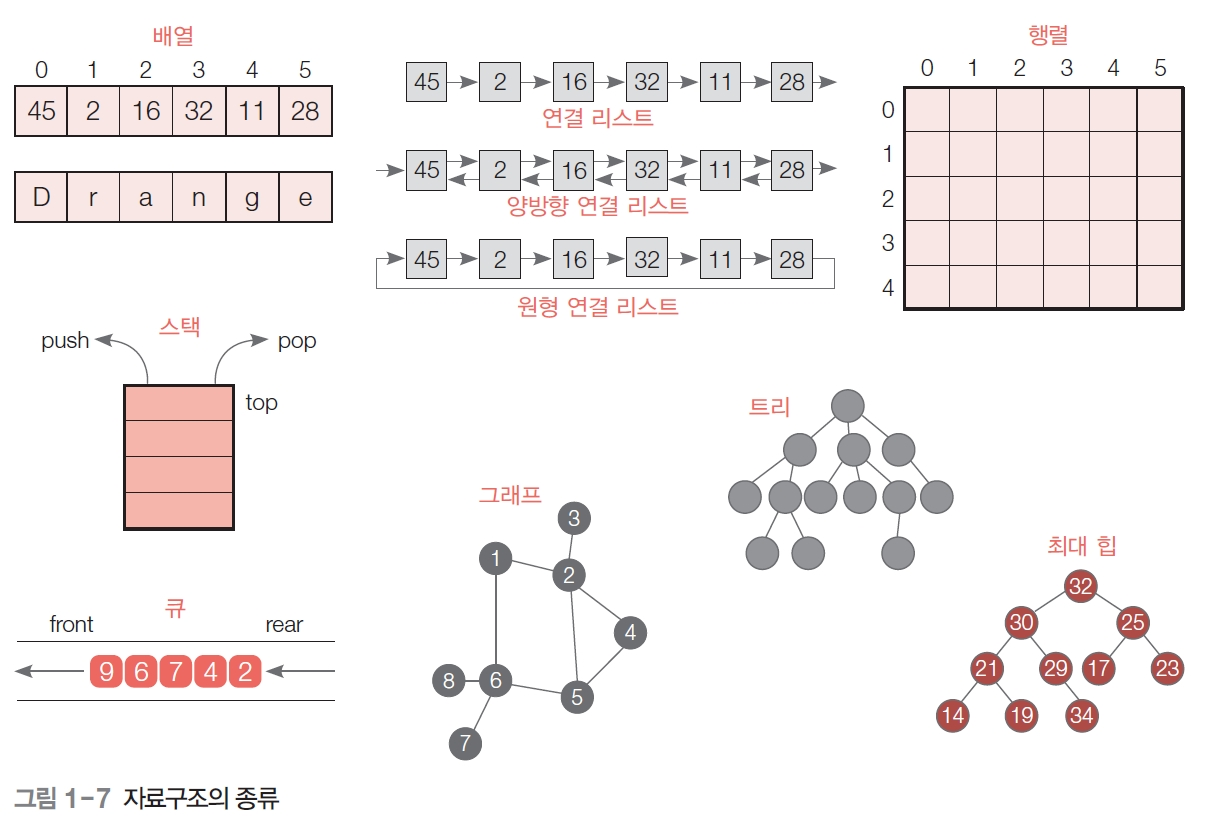 배열
0 1 2 3 4 5
45 2 16 32 11 28
D r a n g e
45 2 16 32 11 28
연결 리스트
45 2 16 32 11 28
양방향 연결 리스트
45 2 16 32 11 28
원형 연결 리스트
행렬
0 1 2 3 4 5
0
1
2
3
4
스택
push pop
top
큐
front rear
9 6 7 4 2
그래프
3
1
2
4
8 6
5
7
트리
최대 힙
32
30 25
21 29 17 23
14 19 34
그림 1-7 자료구조의 종류